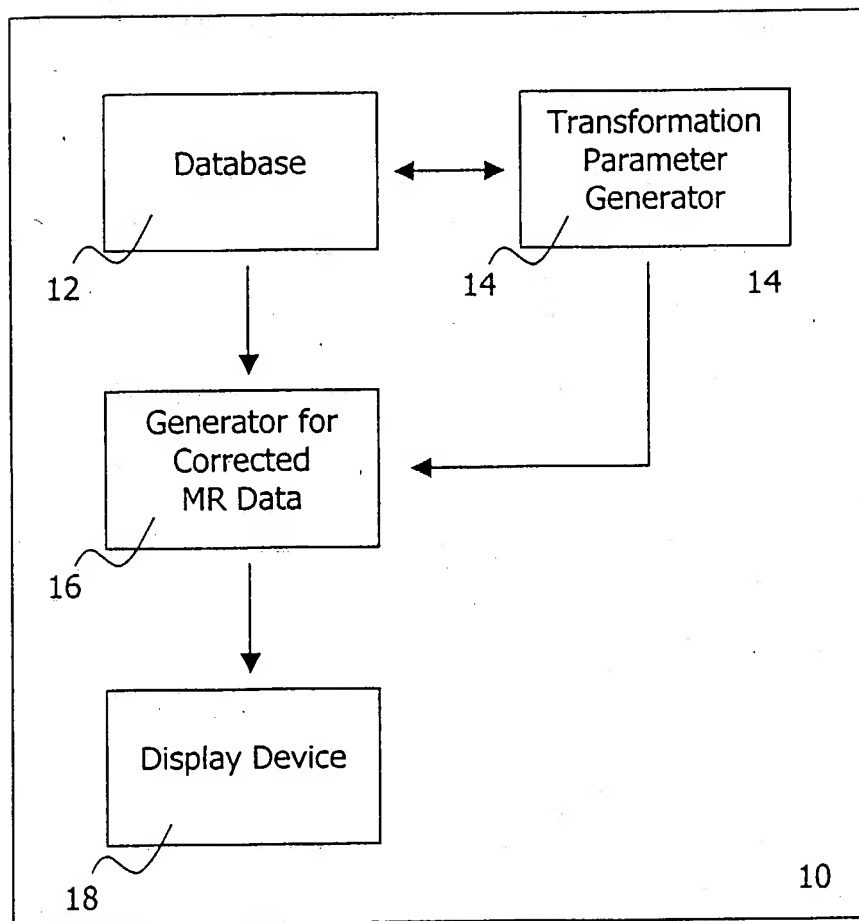 Database
Transformation
Parameter
Generator
12
14
14
Generator for
Corrected
MR Data
16
Display Device
18
10